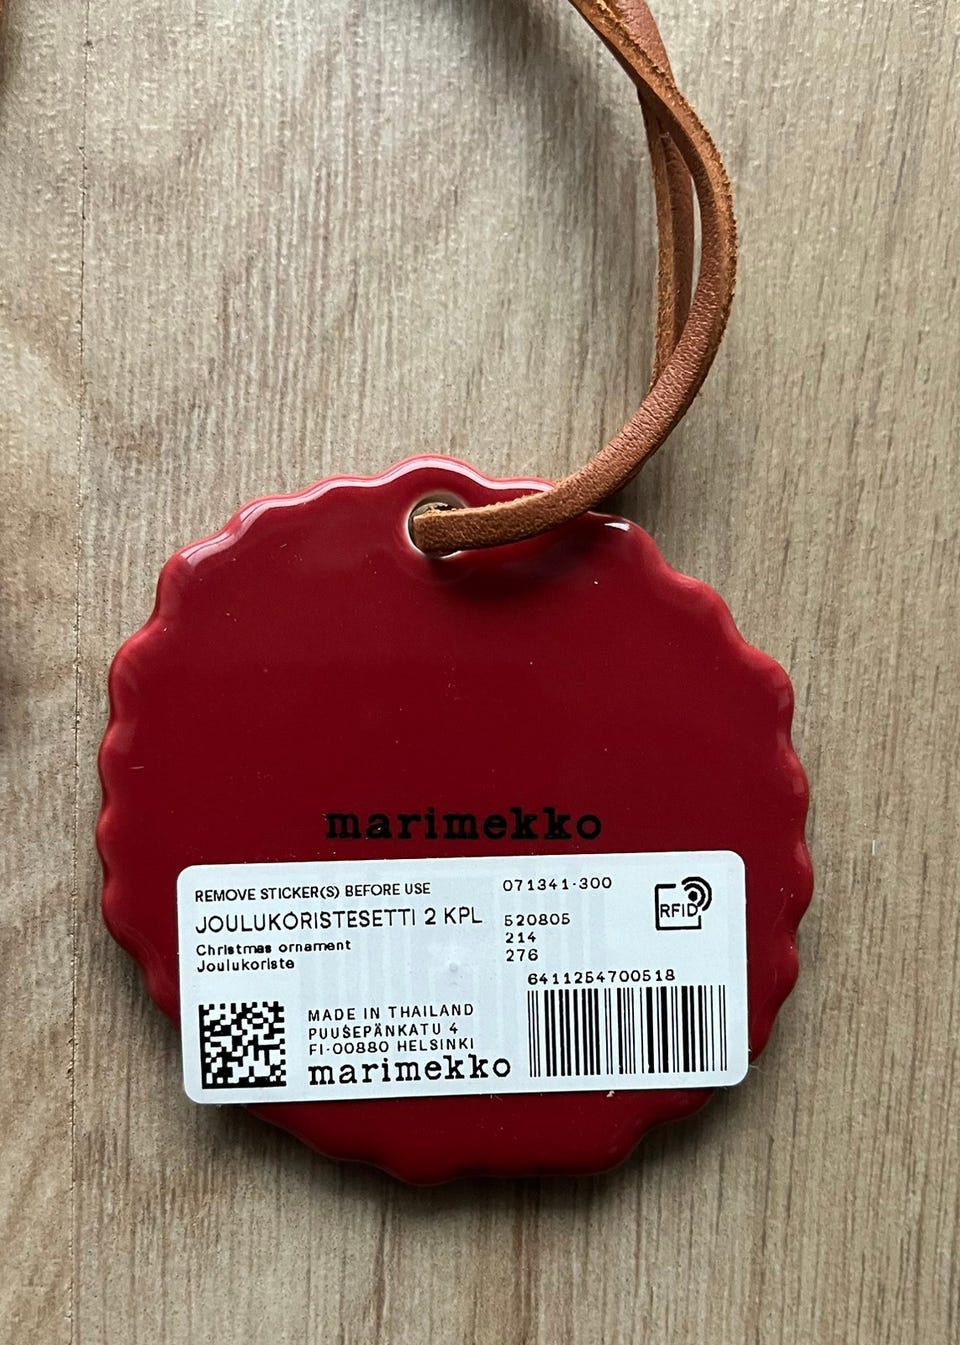 marimekko
REMOVE STICKER(S) BEFORE USE
JOULUKORISTESETTI 2 KPL
Christmas ornament
Joulukoriste
071341-300
520805
214
276
RFID
6411254700518
MADE IN THAILAND
PUUSEPÄNKATU 4
FI-00880 HELSINKI
marimekko